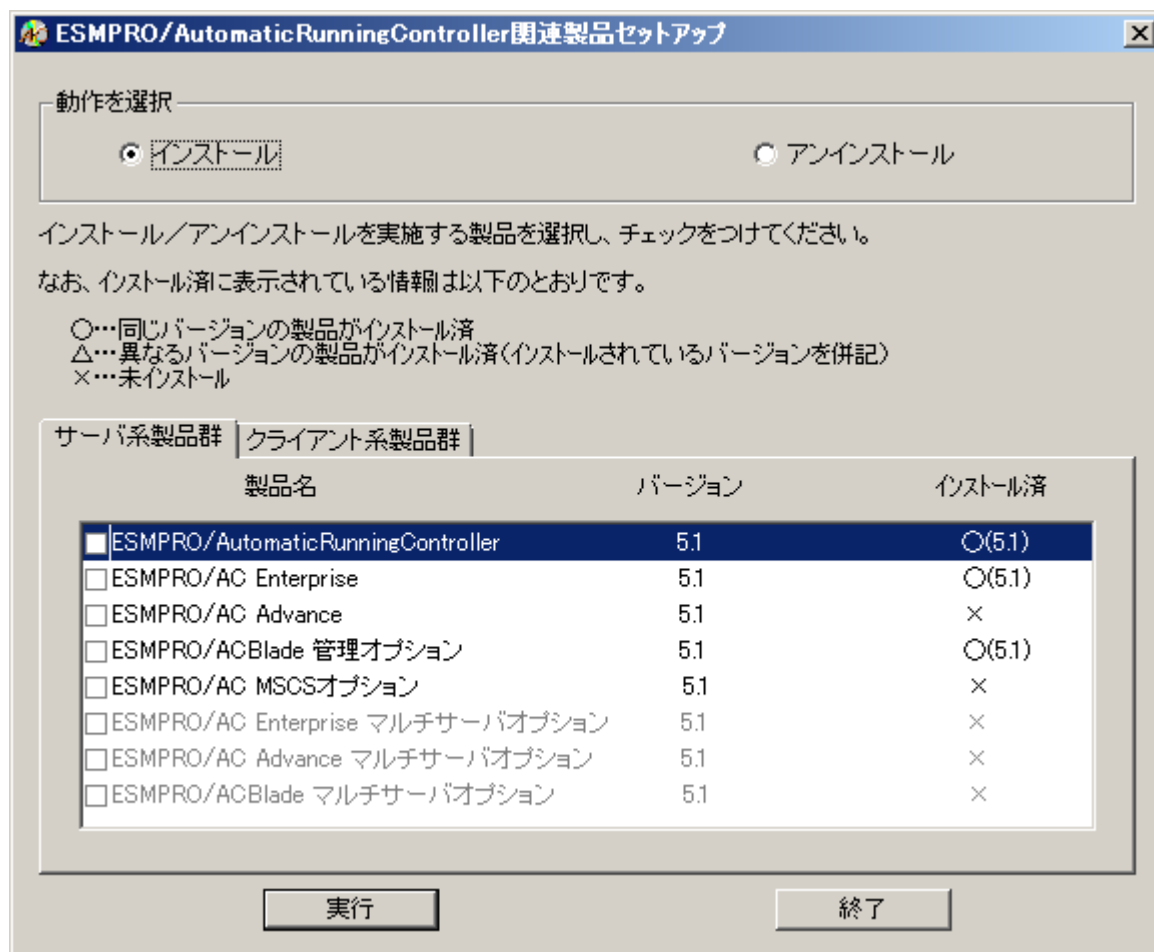 ESMPRO/AutomaticRunningController関連製品セットアップ
動作を選択
インストール
アンインストール
インストール／アンインストールを実施する製品を選択し、チェックをつけてください。
なお、インストール済に表示されている情報は以下のとおりです。
○…同じバージョンの製品がインストール済
△…異なるバージョンの製品がインストール済(インストールされているバージョンを併記)
×…未インストール
サーバ系製品群 クライアント系製品群
製品名 バージョン インストール済
ESMPRO/AutomaticRunningController 5.1 ○(5.1)
ESMPRO/AC Enterprise 5.1 ○(5.1)
ESMPRO/AC Advance 5.1 ×
ESMPRO/ACBlade 管理オプション 5.1 ○(5.1)
ESMPRO/AC MSCSオプション 5.1 ×
ESMPRO/AC Enterprise マルチサーバオプション 5.1 ×
ESMPRO/AC Advance マルチサーバオプション 5.1 ×
ESMPRO/ACBlade マルチサーバオプション 5.1 ×
実行 終了